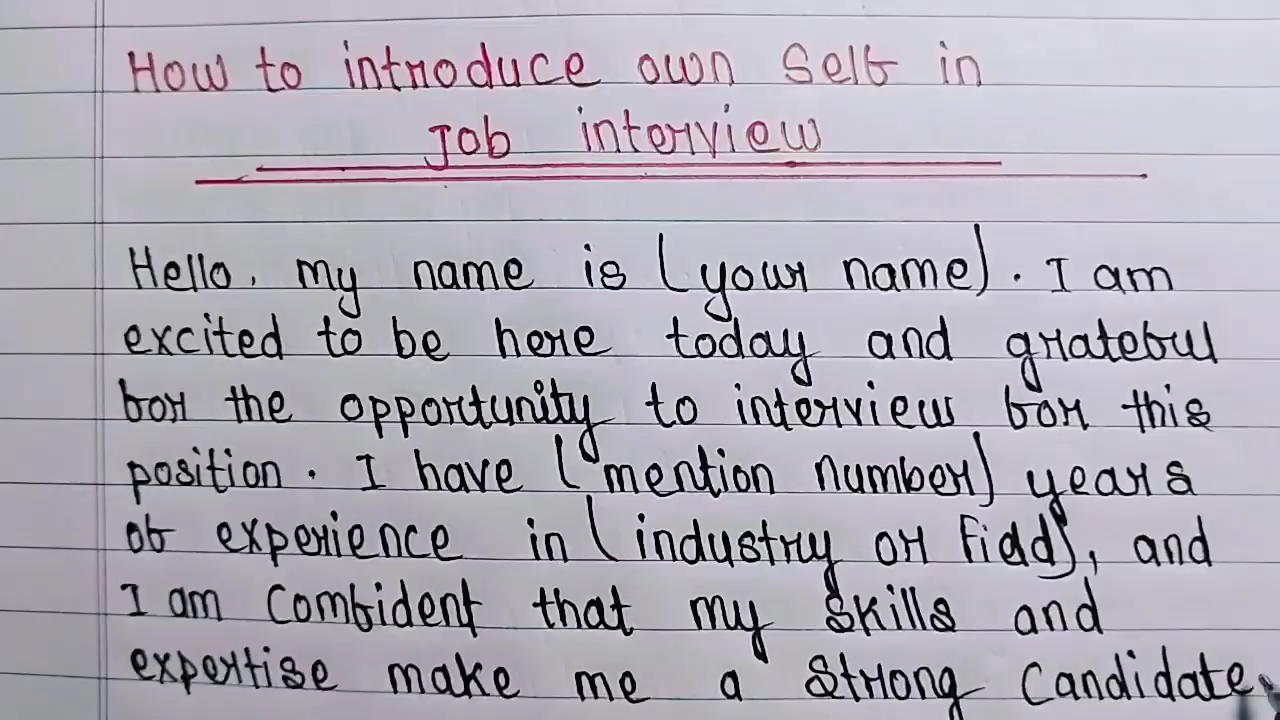 How to introduce own Self in
Job interview
Hello, my name is (your name). I am
excited to be here today and grateful
for the opportunity to interview for this
position. I have (mention number) years
of experience in (industry or Field), and
I am Comfident that my Skills and
expertise make me a Strong Candidate.